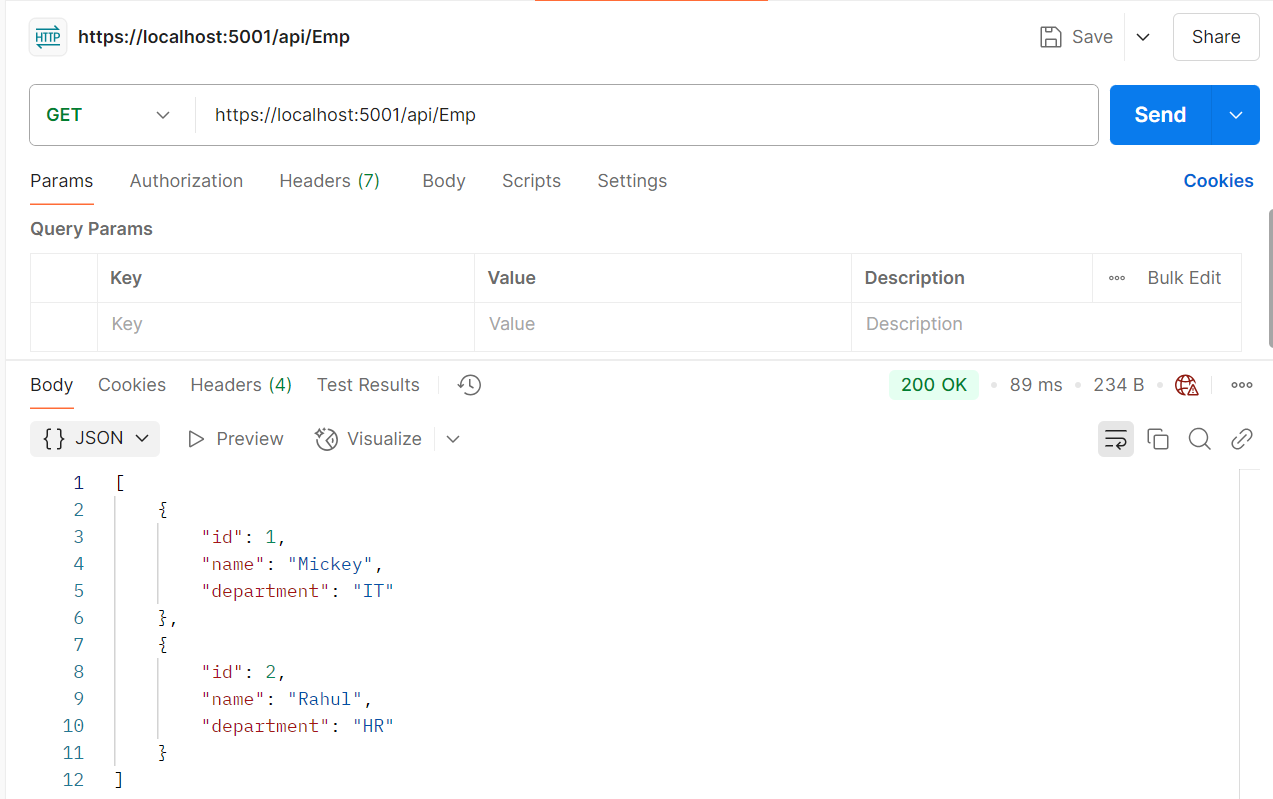 HTTP https://localhost:5001/api/Emp Save Share
GET https://localhost:5001/api/Emp Send
Params Authorization Headers (7) Body Scripts Settings Cookies
Query Params
Key Value Description Bulk Edit
Key Value Description
Body Cookies Headers (4) Test Results 200 OK 89 ms 234 B
{} JSON Preview Visualize
1 [
2 {
3 "id": 1,
4 "name": "Mickey",
5 "department": "IT"
6 },
7 {
8 "id": 2,
9 "name": "Rahul",
10 "department": "HR"
11 }
12 ]